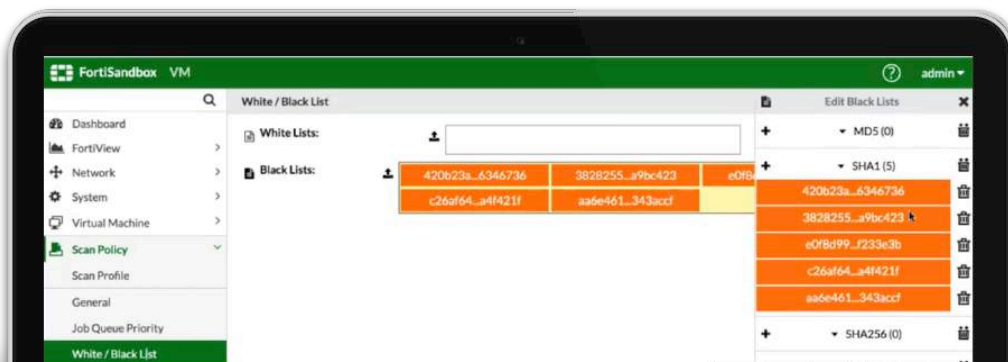 FortiSandbox VM
admin
White / Black List
Edit Black Lists
Dashboard
FortiView
Network
System
Virtual Machine
Scan Policy
Scan Profile
General
Job Queue Priority
White / Black List
White Lists:
Black Lists:
420b23a...6346736
3828255...a9bc423
e0f8d
c26af64...a4f421f
aa6e461...343accf
MD5 (0)
SHA1 (5)
420b23a...6346736
3828255...a9bc423
e0f8d99...f233e3b
c26af64...a4f421f
aa6e461...343accf
SHA256 (0)